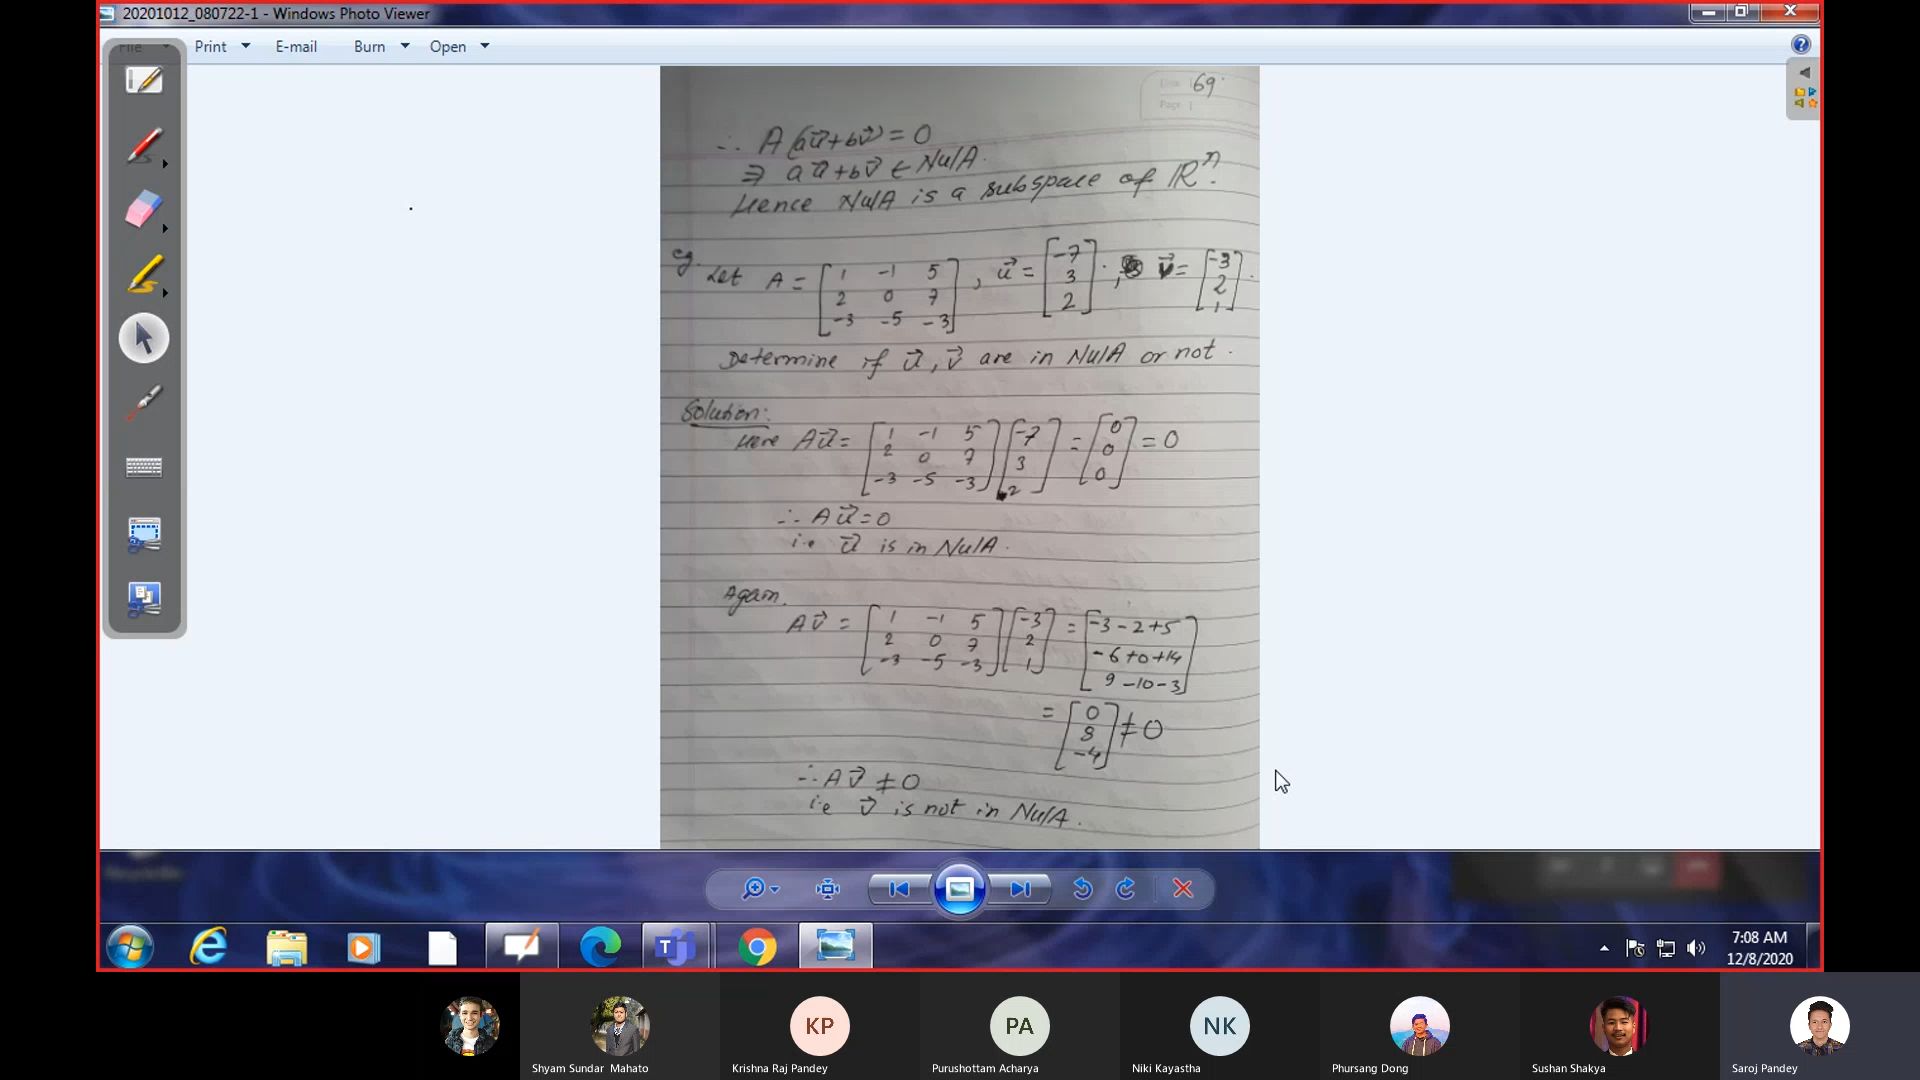 20201012_080722-1 - Windows Photo Viewer
File Print E-mail Burn Open
69
Page
∴ A(au⃗+bv⃗) = 0
⇒ au⃗+bv⃗ ∈ NulA.
Hence NulA is a subspace of ℝⁿ.
eg. Let A = [1 -1 5; 2 0 7; -3 -5 -3], u⃗ = [-7; 3; 2], v⃗ = [-3; 2; 1].
Determine if u⃗, v⃗ are in NulA or not.
Solution:
Here Au⃗ = [1 -1 5; 2 0 7; -3 -5 -3] [-7; 3; 2] = [0; 0; 0] = 0
∴ Au⃗ = 0
i.e u⃗ is in NulA.
Again,
Av⃗ = [1 -1 5; 2 0 7; -3 -5 -3] [-3; 2; 1] = [-3-2+5; -6+0+14; 9-10-3]
= [0; 8; -4] ≠ 0
∴ Av⃗ ≠ 0
i.e v⃗ is not in NulA.
7:08 AM
12/8/2020
KP PA NK
Shyam Sundar Mahato Krishna Raj Pandey Purushottam Acharya Niki Kayastha Phursang Dong Sushan Shakya Saroj Pandey